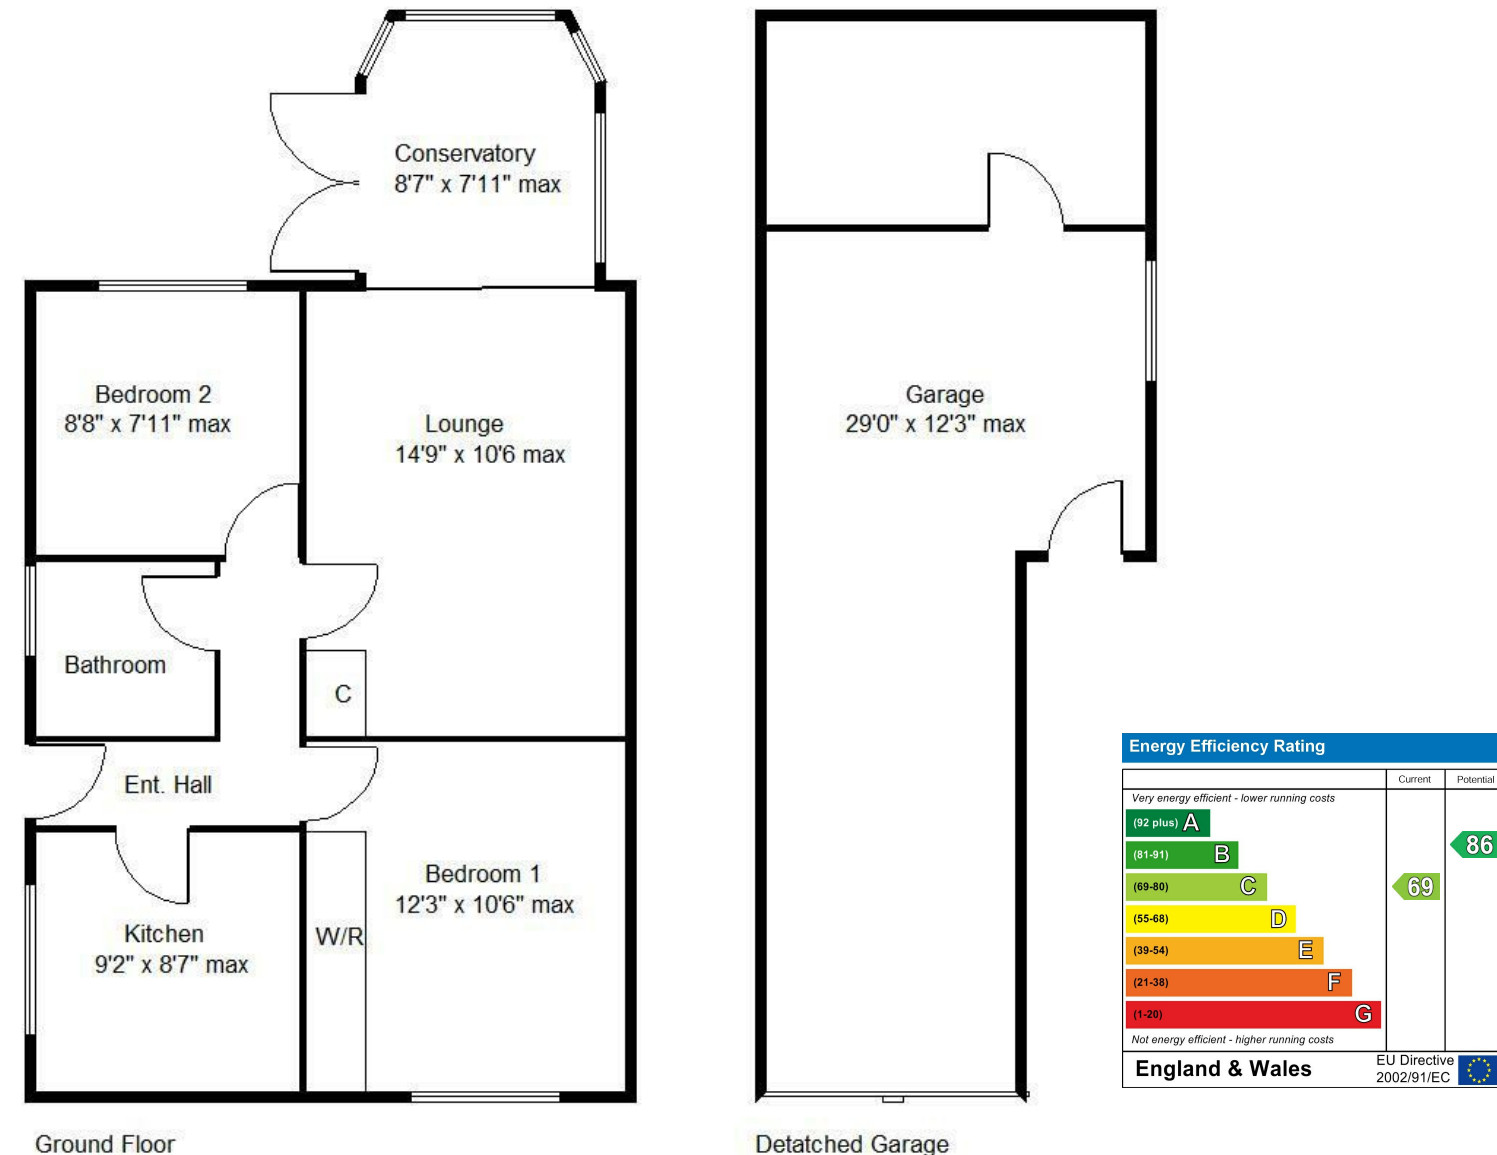 Conservatory
8'7" x 7'11" max
Bedroom 2
8'8" x 7'11" max
Lounge
14'9" x 10'6 max
Bathroom
C
Ent. Hall
Bedroom 1
12'3" x 10'6" max
Kitchen
9'2" x 8'7" max
W/R
Ground Floor
Garage
29'0" x 12'3" max
Detatched Garage
Energy Efficiency Rating
Current Potential
Very energy efficient - lower running costs
(92 plus) A
(81-91) B
(69-80) C
(55-68) D
(39-54) E
(21-38) F
(1-20) G
86
69
Not energy efficient - higher running costs
England & Wales
EU Directive
2002/91/EC